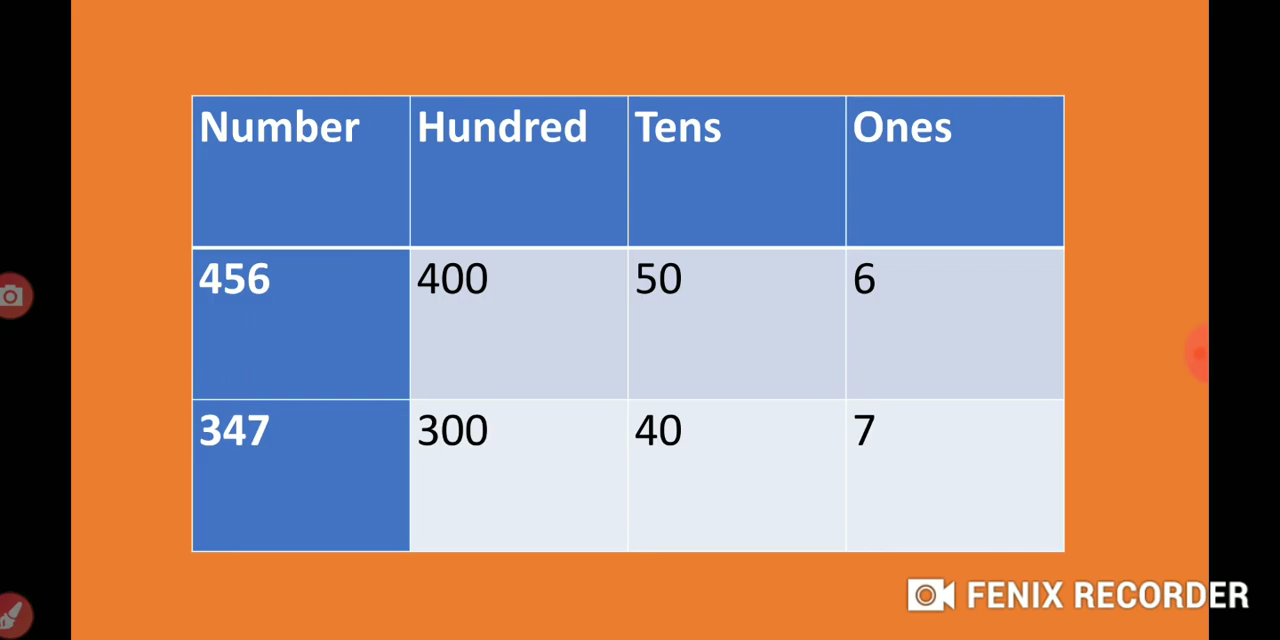 Number Hundred Tens Ones
456 400 50 6
347 300 40 7
FENIX RECORDER